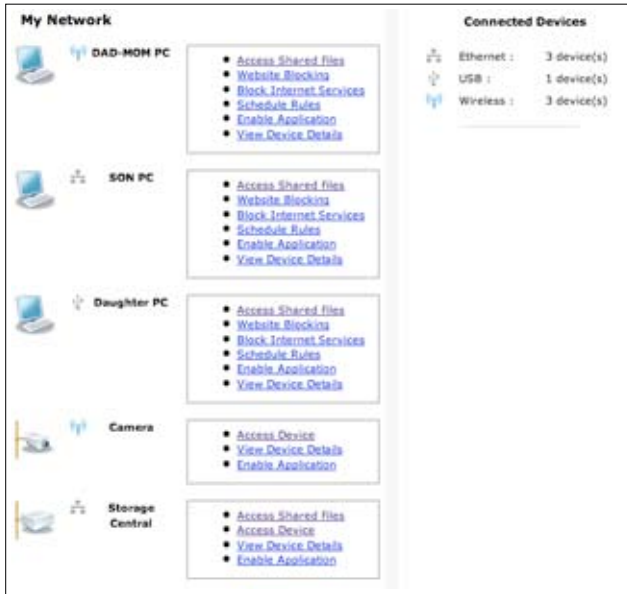 My Network
DAD-MOM PC
Access Shared Files
Website Blocking
Block Internet Services
Schedule Rules
Enable Application
View Device Details
SON PC
Access Shared Files
Website Blocking
Block Internet Services
Schedule Rules
Enable Application
View Device Details
Daughter PC
Access Shared Files
Website Blocking
Block Internet Services
Schedule Rules
Enable Application
View Device Details
Camera
Access Device
View Device Details
Enable Application
Storage
Central
Access Shared Files
Access Device
View Device Details
Enable Application
Connected Devices
Ethernet : 3 device(s)
USB : 1 device(s)
Wireless : 3 device(s)